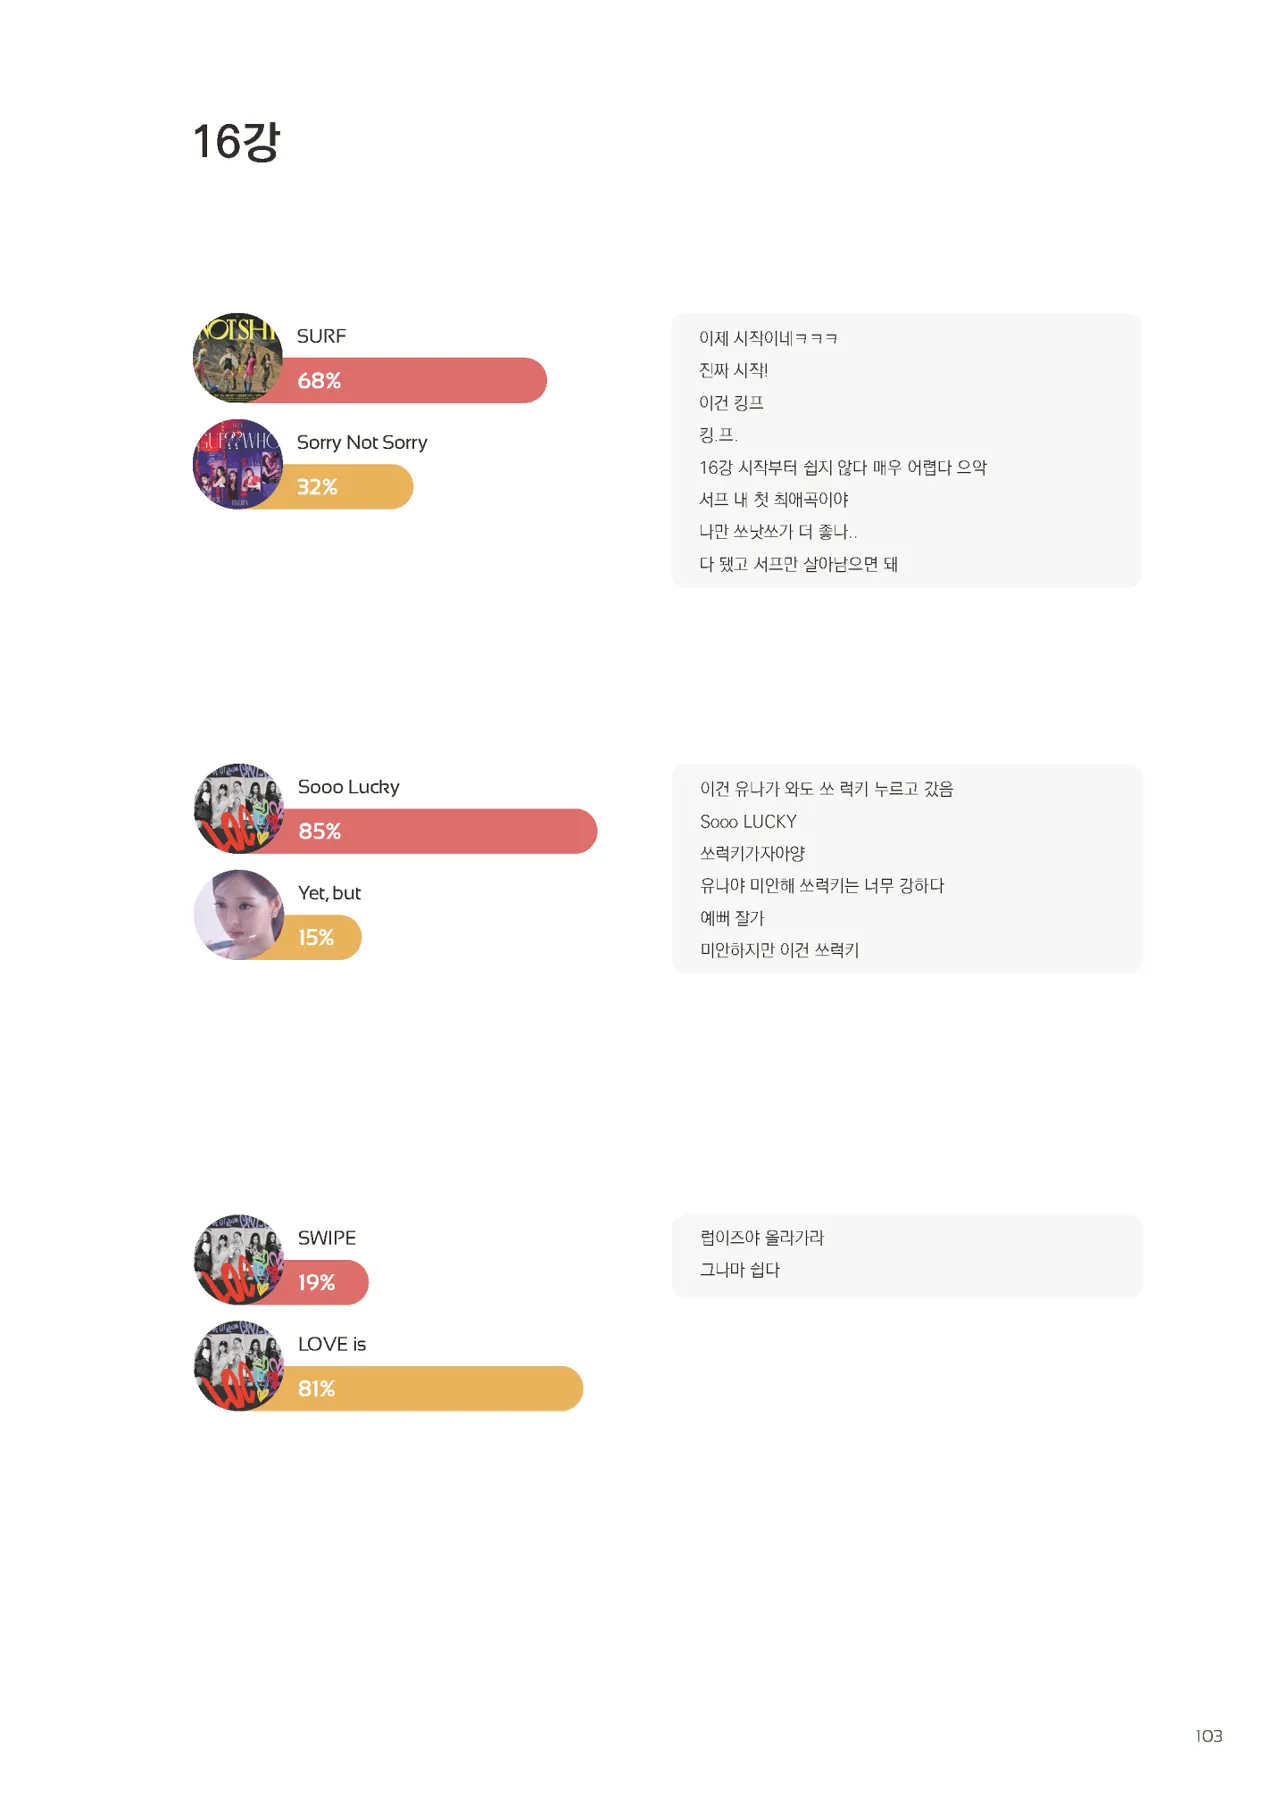 16강
NOT SHY
SURF
68%
GUESS WHO
Sorry Not Sorry
32%
이제 시작이네ㅋㅋㅋ
진짜 시작!
이건 킹프
킹.프.
16강 시작부터 쉽지 않다 매우 어렵다 으악
서프 내 첫 최애곡이야
나만 쏘낫쏘가 더 좋나..
다 됐고 서프만 살아남으면 돼
Sooo Lucky
85%
Yet, but
15%
이건 유나가 와도 쏘 럭키 누르고 갔음
Sooo LUCKY
쏘럭키가자아양
유나야 미안해 쏘럭키는 너무 강하다
예뻐 잘가
미안하지만 이건 쏘럭키
SWIPE
19%
LOVE is
81%
럽이즈야 올라가라
그나마 쉽다
103